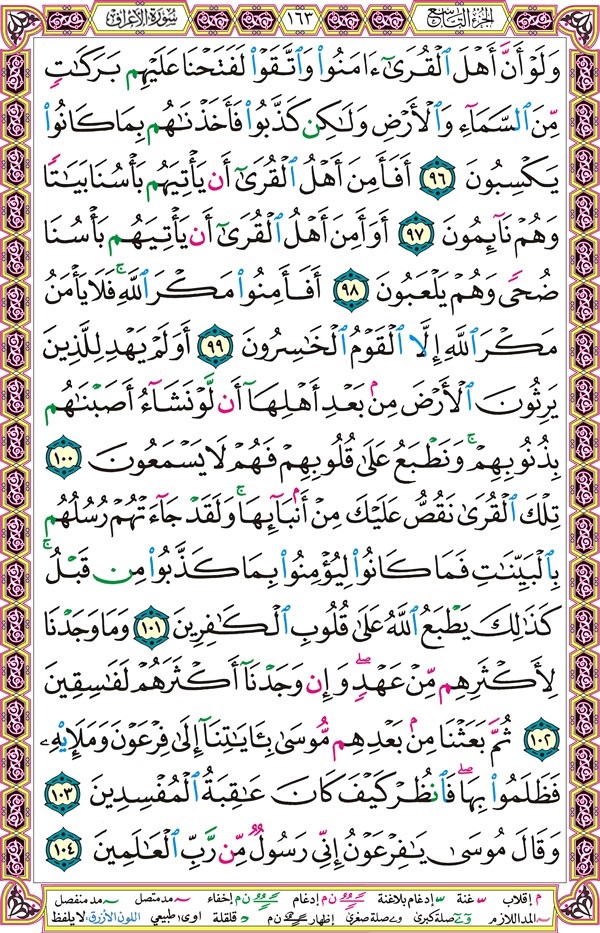 الجزء التاسع
١٦٣
سورة الأعراف
وَلَوْ أَنَّ أَهْلَ ٱلْقُرَىٰٓ ءَامَنُوا۟ وَٱتَّقَوْا۟ لَفَتَحْنَا عَلَيْهِم بَرَكَٰتٍ
مِّنَ ٱلسَّمَآءِ وَٱلْأَرْضِ وَلَٰكِن كَذَّبُوا۟ فَأَخَذْنَٰهُم بِمَا كَانُوا۟
يَكْسِبُونَ ٩٦ أَفَأَمِنَ أَهْلُ ٱلْقُرَىٰٓ أَن يَأْتِيَهُم بَأْسُنَا بَيَٰتًا
وَهُمْ نَآئِمُونَ ٩٧ أَوَأَمِنَ أَهْلُ ٱلْقُرَىٰٓ أَن يَأْتِيَهُم بَأْسُنَا
ضُحًى وَهُمْ يَلْعَبُونَ ٩٨ أَفَأَمِنُوا۟ مَكْرَ ٱللَّهِ ۚ فَلَا يَأْمَنُ
مَكْرَ ٱللَّهِ إِلَّا ٱلْقَوْمُ ٱلْخَٰسِرُونَ ٩٩ أَوَلَمْ يَهْدِ لِلَّذِينَ
يَرِثُونَ ٱلْأَرْضَ مِنۢ بَعْدِ أَهْلِهَآ أَن لَّوْ نَشَآءُ أَصَبْنَٰهُم
بِذُنُوبِهِمْ ۚ وَنَطْبَعُ عَلَىٰ قُلُوبِهِمْ فَهُمْ لَا يَسْمَعُونَ ١٠٠
تِلْكَ ٱلْقُرَىٰ نَقُصُّ عَلَيْكَ مِنْ أَنۢبَآئِهَا ۚ وَلَقَدْ جَآءَتْهُمْ رُسُلُهُم
بِٱلْبَيِّنَٰتِ فَمَا كَانُوا۟ لِيُؤْمِنُوا۟ بِمَا كَذَّبُوا۟ مِن قَبْلُ ۚ
كَذَٰلِكَ يَطْبَعُ ٱللَّهُ عَلَىٰ قُلُوبِ ٱلْكَٰفِرِينَ ١٠١ وَمَا وَجَدْنَا
لِأَكْثَرِهِم مِّنْ عَهْدٍ ۖ وَإِن وَجَدْنَآ أَكْثَرَهُمْ لَفَٰسِقِينَ
١٠٢ ثُمَّ بَعَثْنَا مِنۢ بَعْدِهِم مُّوسَىٰ بِـَٔايَٰتِنَآ إِلَىٰ فِرْعَوْنَ وَمَلَإِي۟هِۦ
فَظَلَمُوا۟ بِهَا ۖ فَٱنظُرْ كَيْفَ كَانَ عَٰقِبَةُ ٱلْمُفْسِدِينَ ١٠٣
وَقَالَ مُوسَىٰ يَٰفِرْعَوْنُ إِنِّى رَسُولٌ مِّن رَّبِّ ٱلْعَٰلَمِينَ ١٠٤
م إقلاب غنة إدغام بلاغنة ن م إدغام ن م إخفاء مد متصل مد منفصل
المد اللازم صلة كبرى صلة صغرى إظهار ن م قلقلة اوى طبيعي اللون الأزرق: لا يلفظ